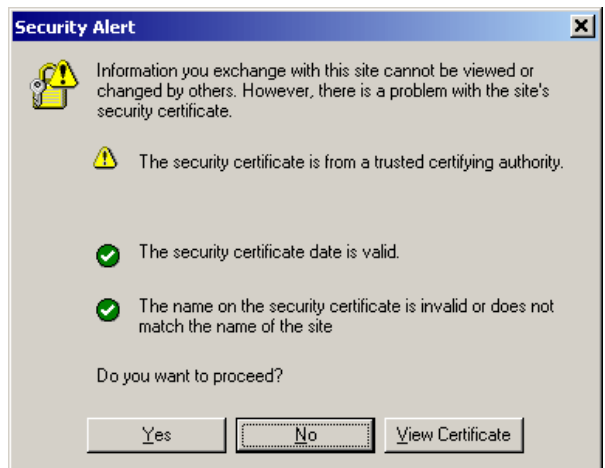 Security Alert
Information you exchange with this site cannot be viewed or
changed by others. However, there is a problem with the site's
security certificate.
The security certificate is from a trusted certifying authority.
The security certificate date is valid.
The name on the security certificate is invalid or does not
match the name of the site
Do you want to proceed?
Yes
No
View Certificate